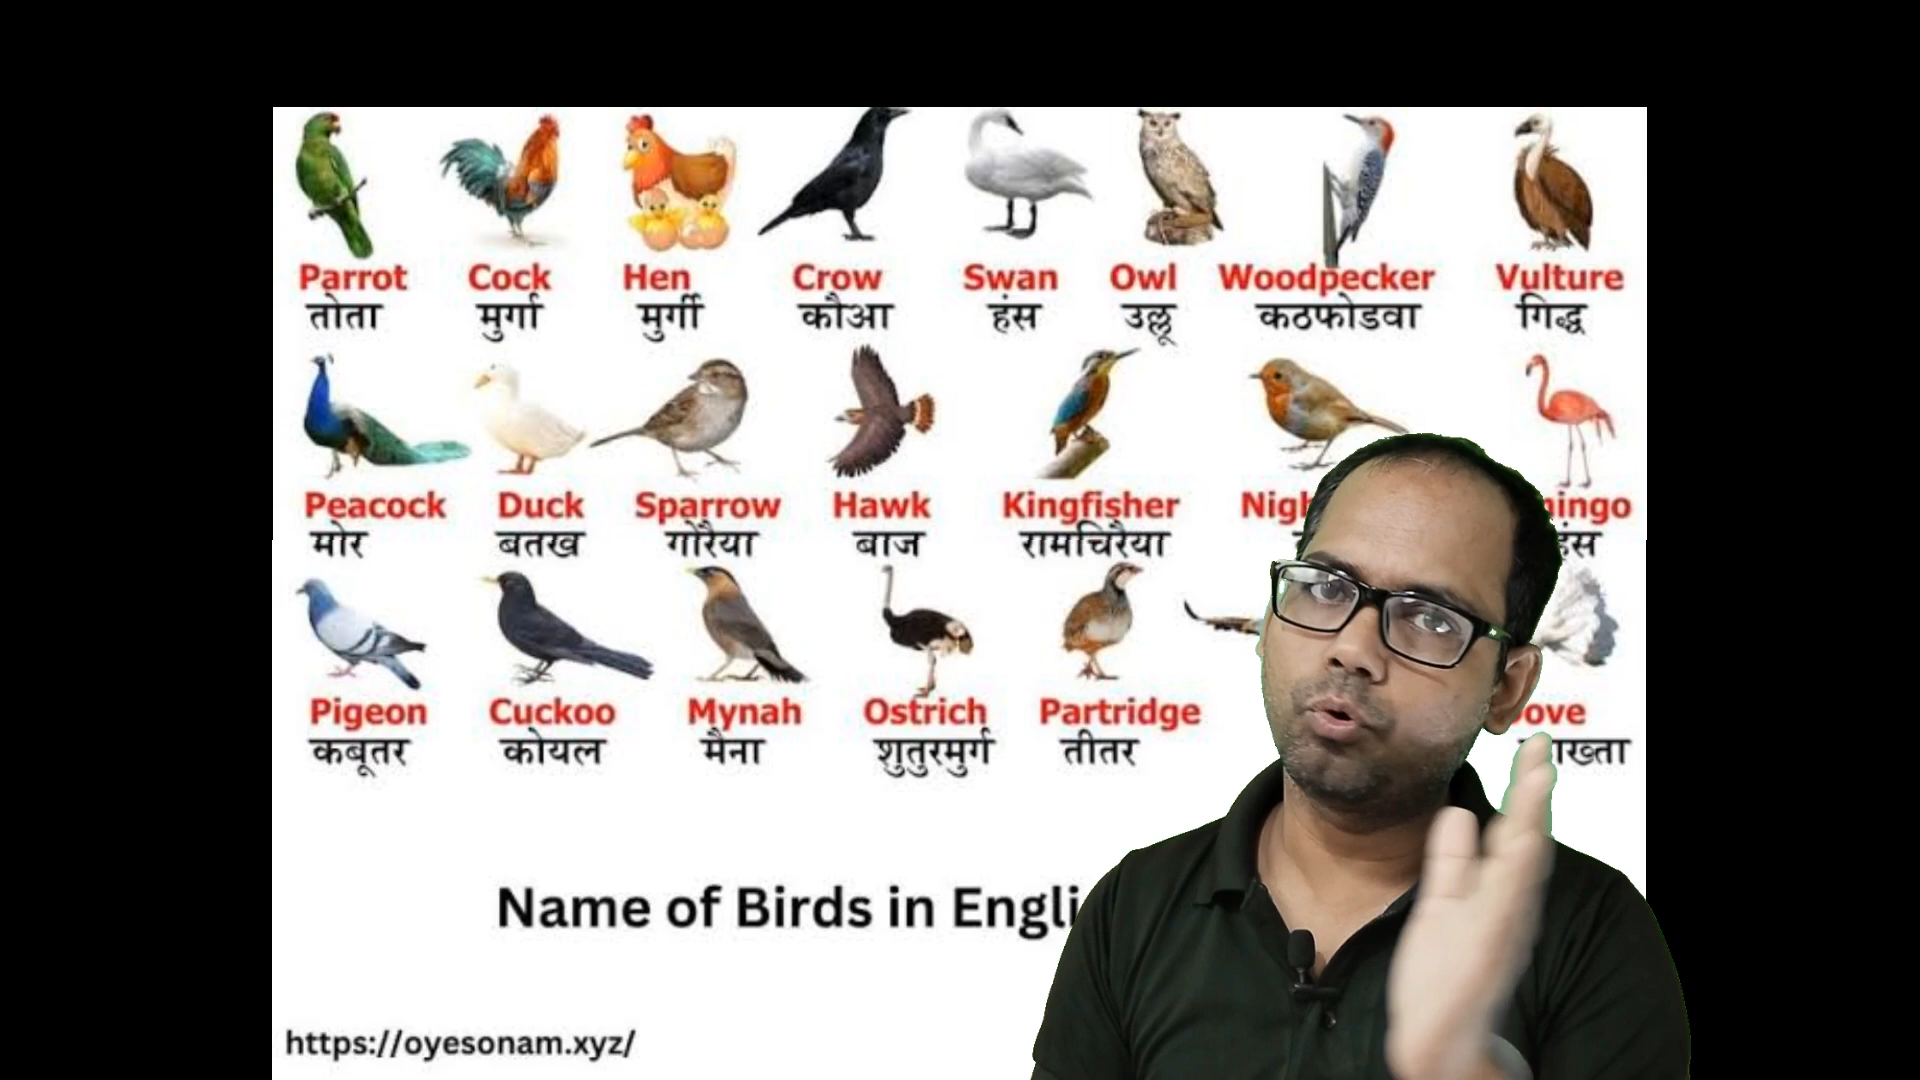 Parrot Cock Hen Crow Swan Owl Woodpecker Vulture
तोता मुर्गा मुर्गी कौआ हंस उल्लू कठफोडवा गिद्ध
Peacock Duck Sparrow Hawk Kingfisher
मोर बतख गोरैया बाज रामचिरैया हंस
Pigeon Cuckoo Mynah Ostrich Partridge
कबूतर कोयल मैना शुतुरमुर्ग तीतर
Name of Birds in
https://oyesonam.xyz/